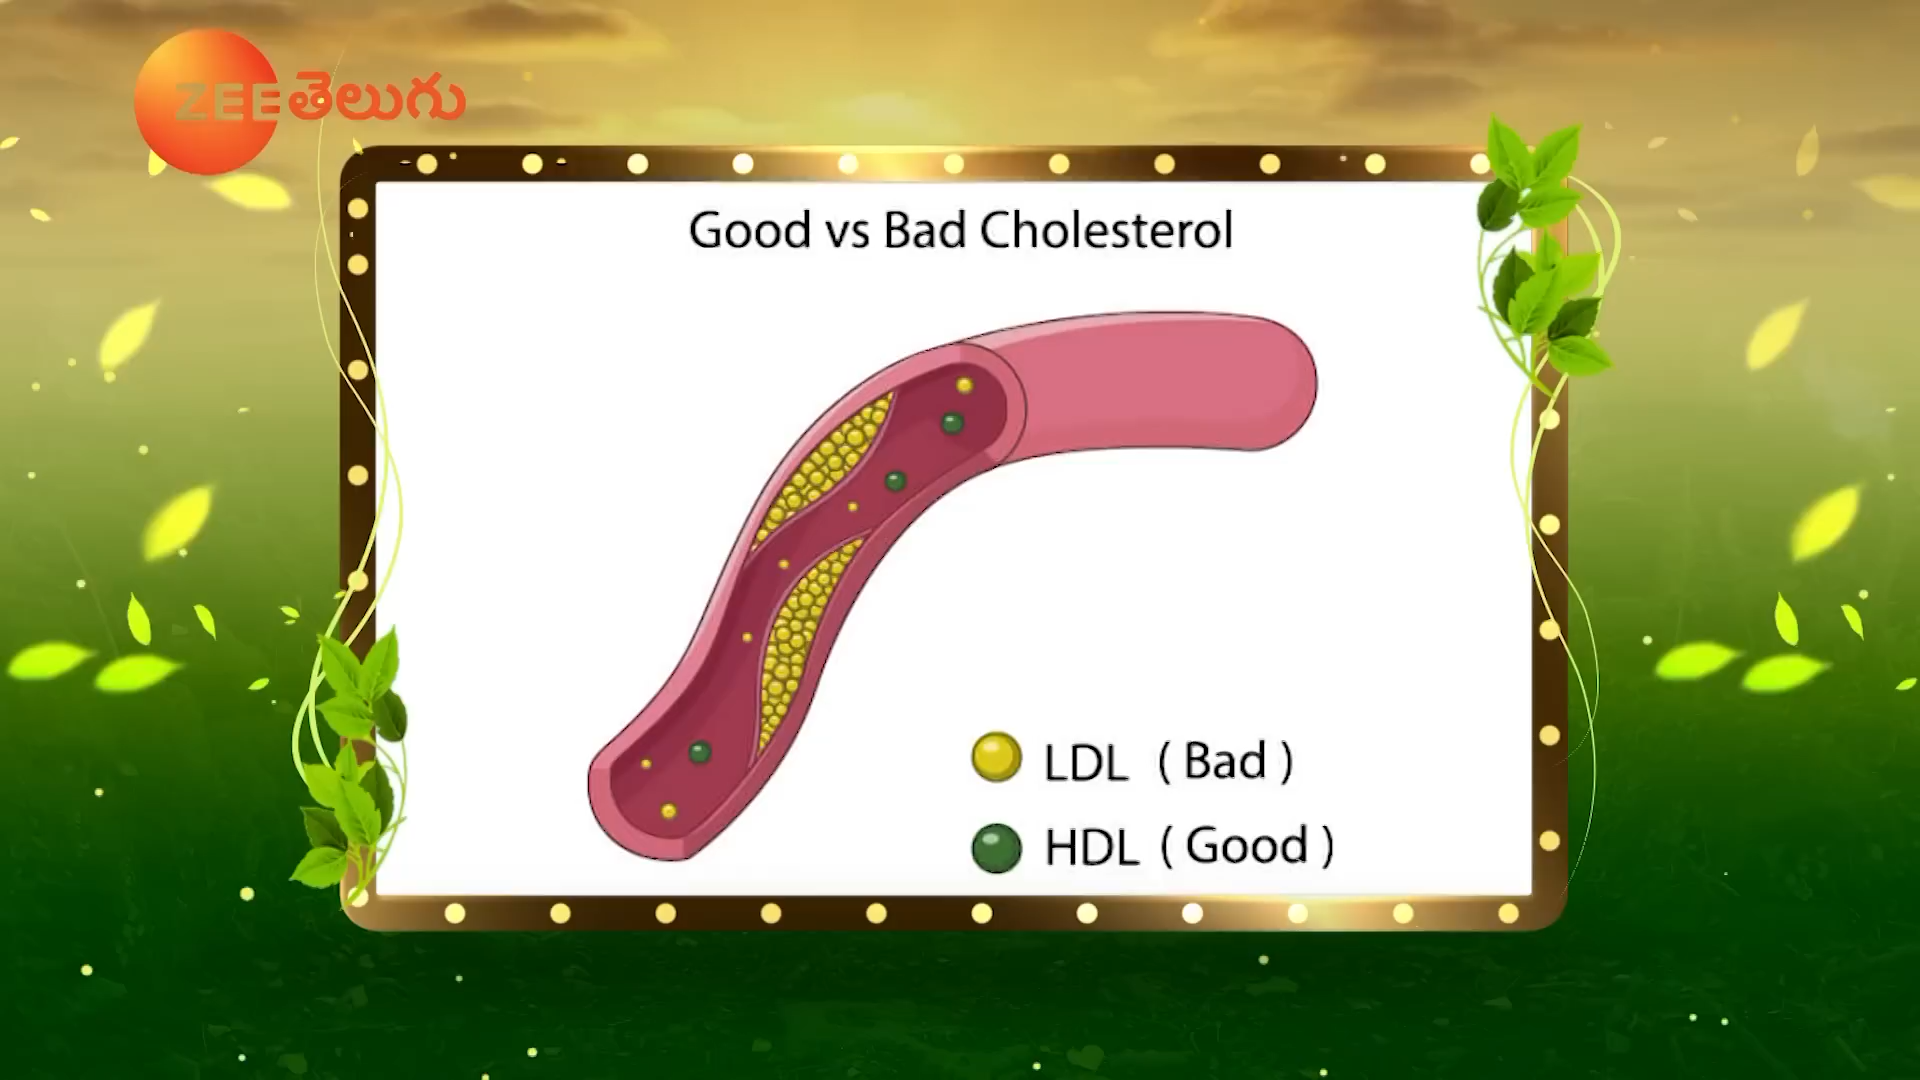 ZEE తెలుగు
Good vs Bad Cholesterol
LDL ( Bad )
HDL ( Good )